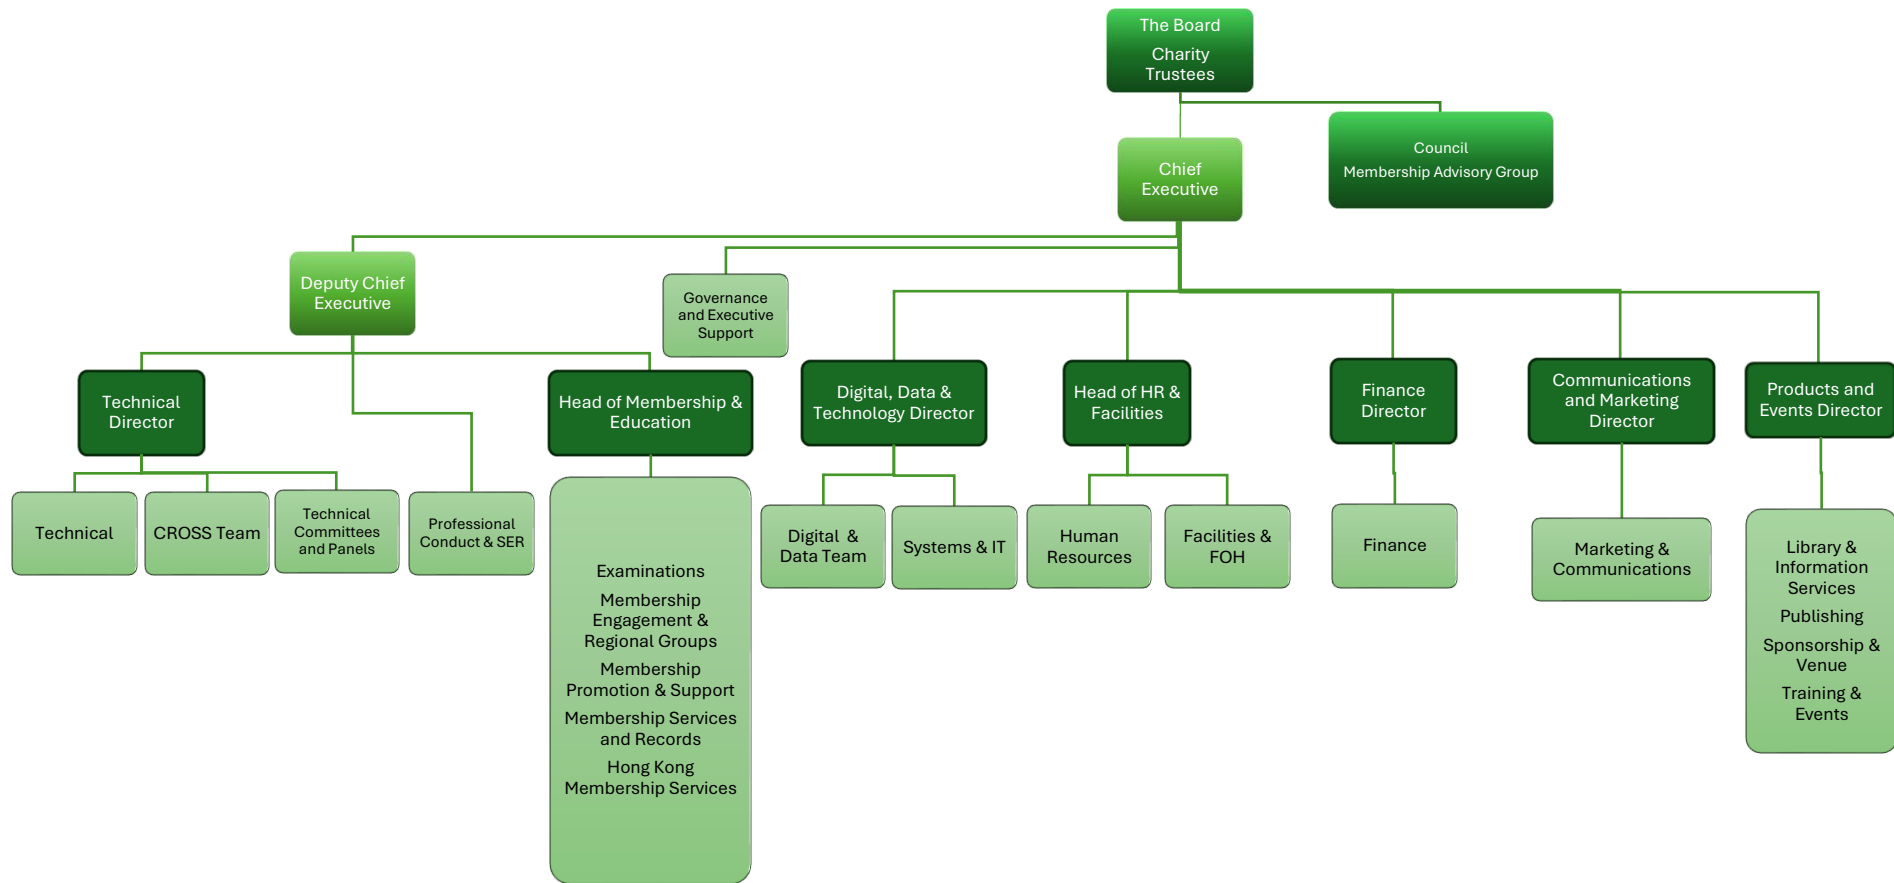 The Board
Charity
Trustees
Council
Membership Advisory Group
Chief
Executive
Deputy Chief
Executive
Governance
and Executive
Support
Technical
Director
Head of Membership &
Education
Digital, Data &
Technology Director
Head of HR &
Facilities
Finance
Director
Communications
and Marketing
Director
Products and
Events Director
Technical
CROSS Team
Technical
Committees
and Panels
Professional
Conduct & SER
Examinations
Membership
Engagement &
Regional Groups
Membership
Promotion & Support
Membership Services
and Records
Hong Kong
Membership Services
Digital &
Data Team
Systems & IT
Human
Resources
Facilities &
FOH
Finance
Marketing &
Communications
Library &
Information
Services
Publishing
Sponsorship &
Venue
Training &
Events